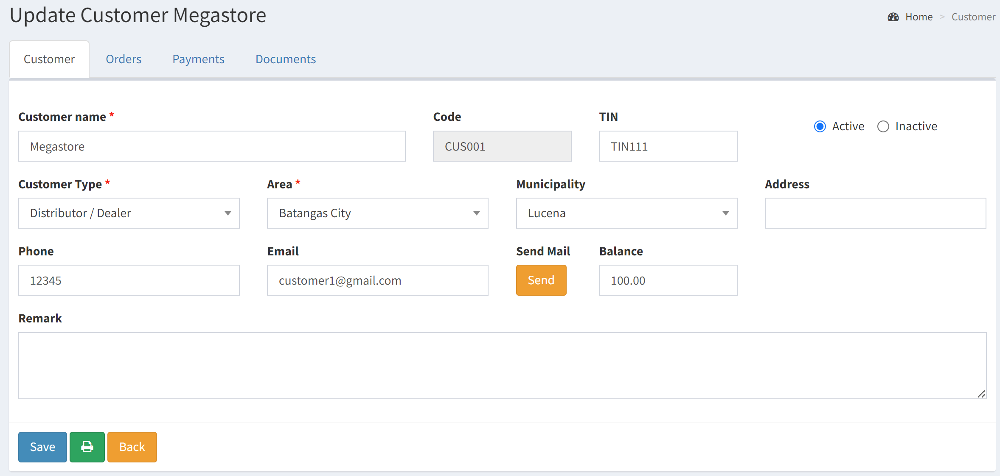 Update Customer Megastore
Home > Customer
Customer Orders Payments Documents
Customer name * Code TIN
Active Inactive
Megastore CUS001 TIN111
Customer Type * Area * Municipality Address
Distributor / Dealer Batangas City Lucena
Phone Email Send Mail Balance
12345 customer1@gmail.com Send 100.00
Remark
Save Back